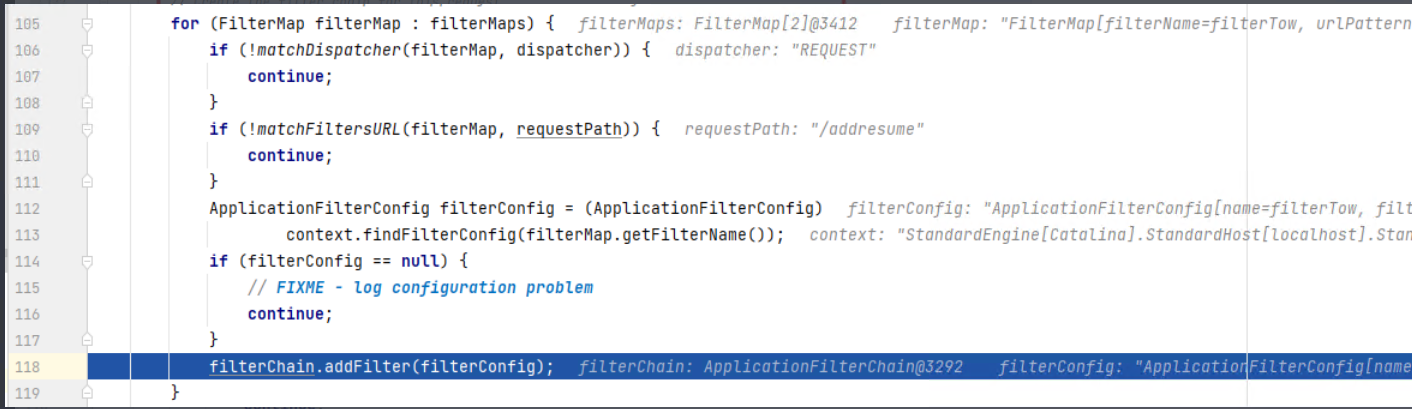 105 for (FilterMap filterMap : filterMaps) { filterMaps: FilterMap[2]@3412 filterMap: "FilterMap[filterName=filterTow, urlPattern
106 if (!matchDispatcher(filterMap, dispatcher)) { dispatcher: "REQUEST"
107 continue;
108 }
109 if (!matchFiltersURL(filterMap, requestPath)) { requestPath: "/addresume"
110 continue;
111 }
112 ApplicationFilterConfig filterConfig = (ApplicationFilterConfig) filterConfig: "ApplicationFilterConfig[name=filterTow, filt
113 context.findFilterConfig(filterMap.getFilterName()); context: "StandardEngine[Catalina].StandardHost[localhost].Stan
114 if (filterConfig == null) {
115 // FIXME - log configuration problem
116 continue;
117 }
118 filterChain.addFilter(filterConfig); filterChain: ApplicationFilterChain@3292 filterConfig: "ApplicationFilterConfig[name
119 }